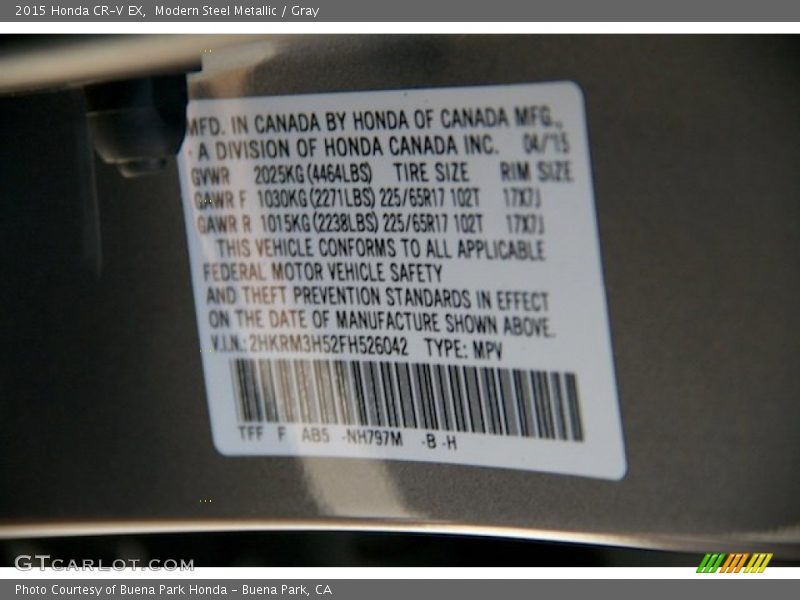 2015 Honda CR-V EX, Modern Steel Metallic / Gray
MFD. IN CANADA BY HONDA OF CANADA MFG.,
A DIVISION OF HONDA CANADA INC. 04/15
GVWR 2025KG(4464LBS) TIRE SIZE RIM SIZE
GAWR F 1030KG(2271LBS) 225/65R17 102T 17X7J
GAWR R 1015KG(2238LBS) 225/65R17 102T 17X7J
THIS VEHICLE CONFORMS TO ALL APPLICABLE
FEDERAL MOTOR VEHICLE SAFETY
AND THEFT PREVENTION STANDARDS IN EFFECT
ON THE DATE OF MANUFACTURE SHOWN ABOVE.
V.I.N.:2HKRM3H52FH526042 TYPE: MPV
TFF F AB5 -NH797M -B -H
GTCARLOT.COM
Photo Courtesy of Buena Park Honda - Buena Park, CA